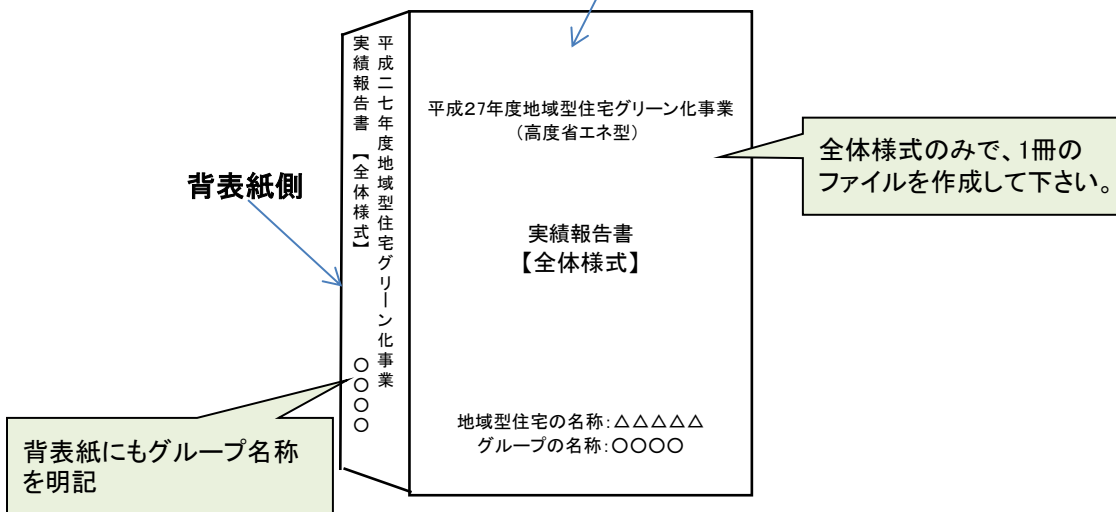 平成二七年度地域型住宅グリーン化事業
実績報告書【全体様式】　　　○○○○
平成27年度地域型住宅グリーン化事業
（高度省エネ型）
全体様式のみで、1冊の
ファイルを作成して下さい。
背表紙側
実績報告書
【全体様式】
地域型住宅の名称：△△△△△
グループの名称：○○○○
背表紙にもグループ名称
を明記